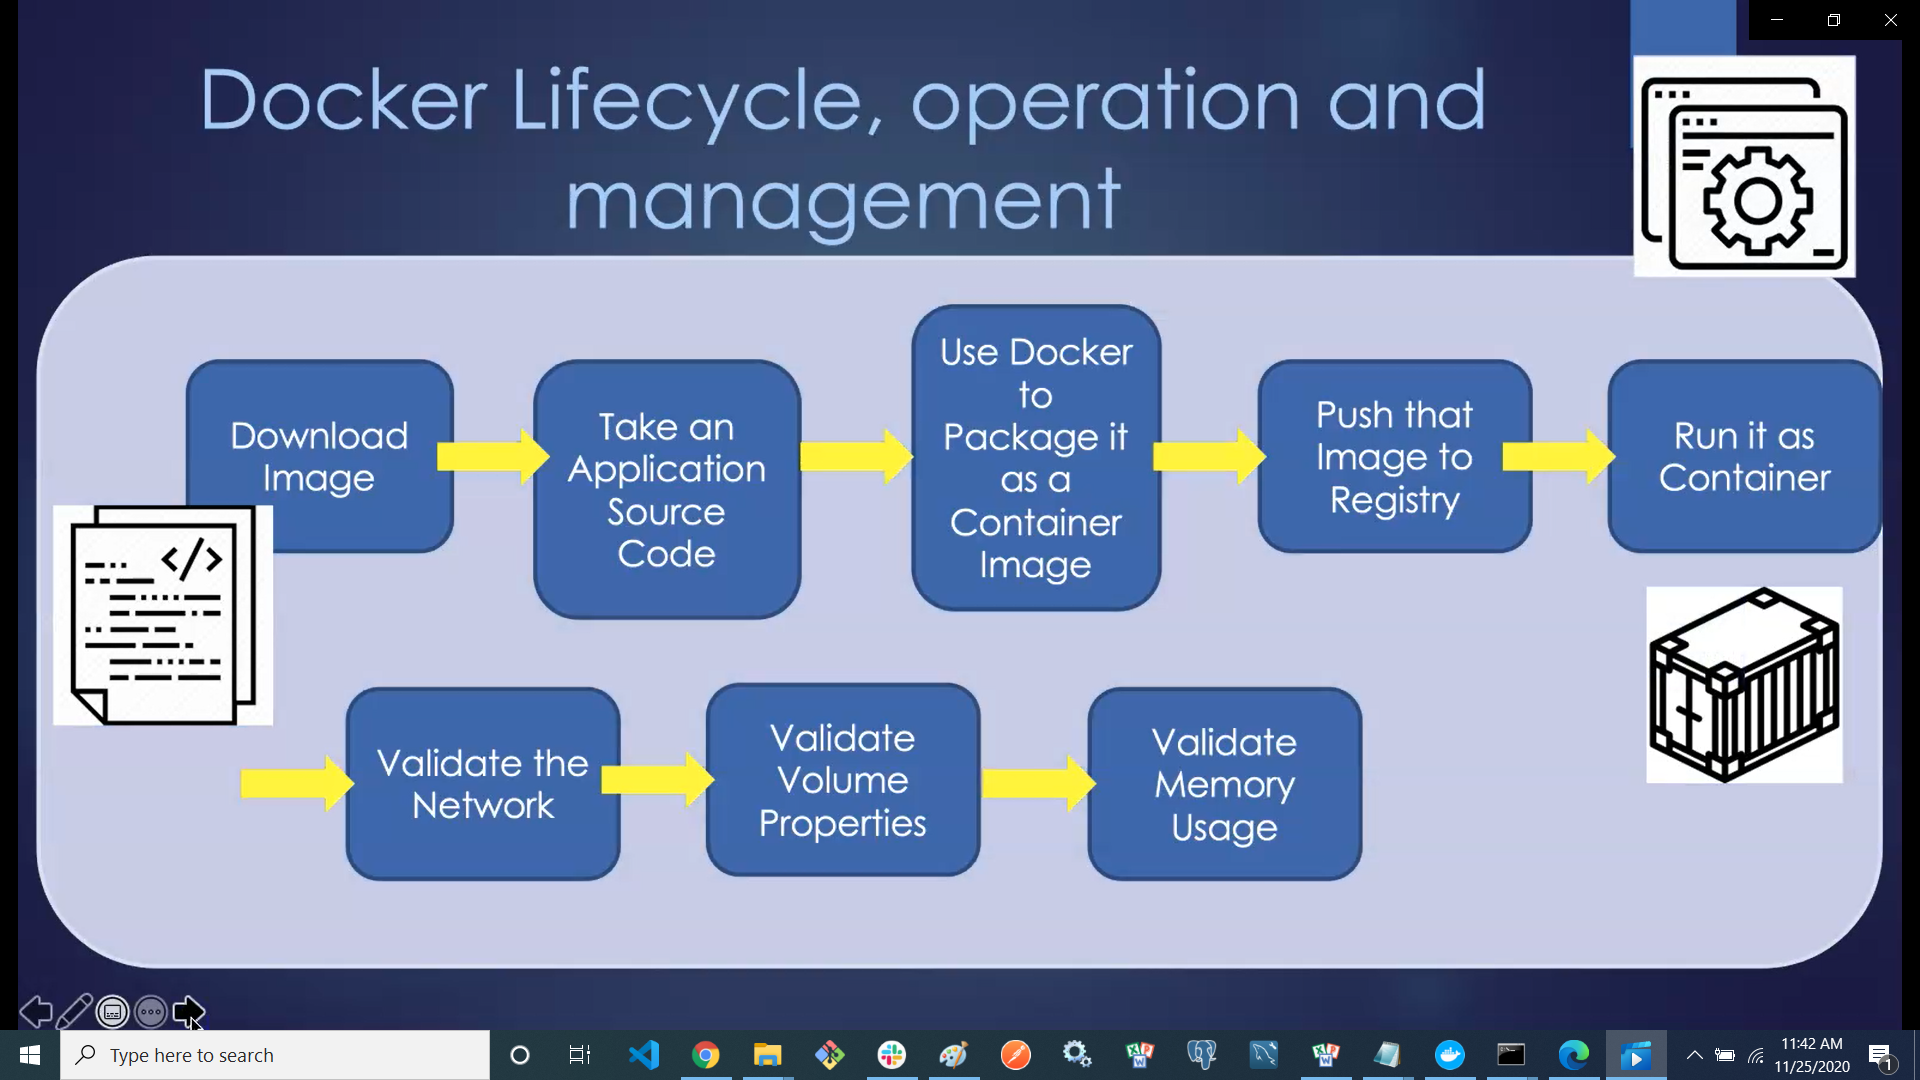 Docker Lifecycle, operation and
management
Download
Image
Take an
Application
Source
Code
Use Docker
to
Package it
as a
Container
Image
Push that
Image to
Registry
Run it as
Container
</>
Validate the
Network
Validate
Volume
Properties
Validate
Memory
Usage
Type here to search
11:42 AM
11/25/2020
1